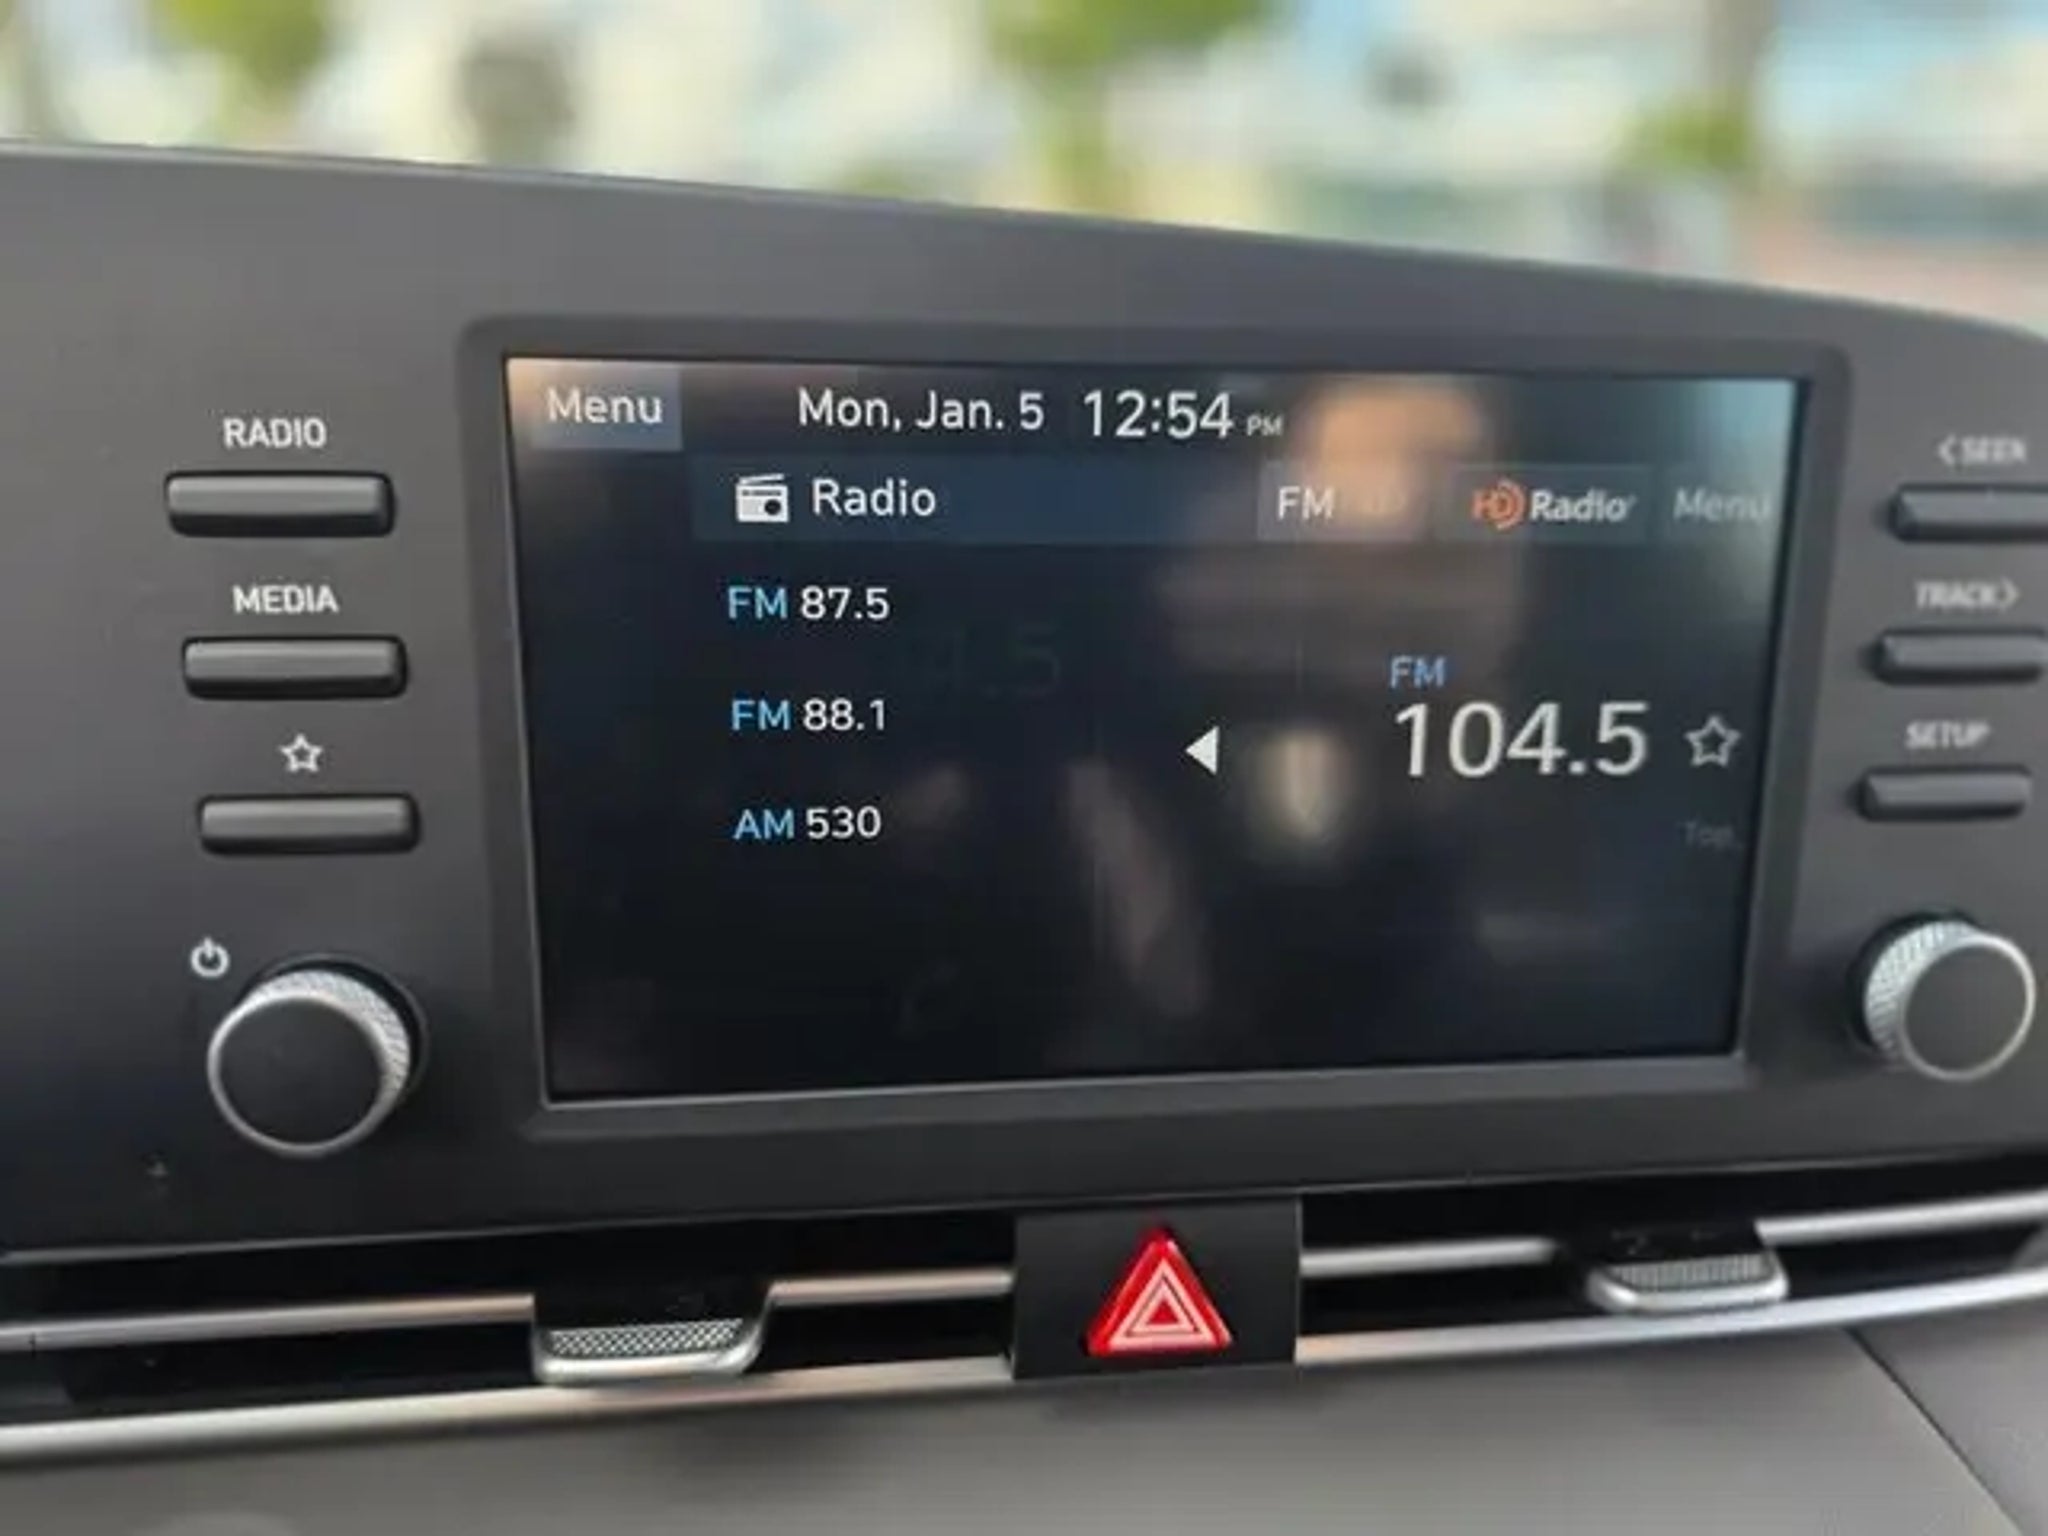 RADIO
MEDIA
Menu
Mon, Jan. 5 12:54 PM
Radio
FM
HD Radio
Menu
FM 87.5
FM 88.1
AM 530
FM
104.5
< SEEK
TRACK >
SETUP